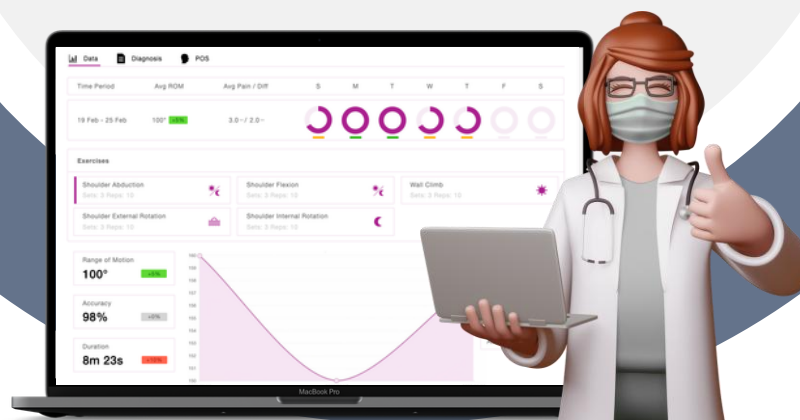 Data Diagnosis POS
Time Period Avg ROM Avg Pain / Diff S M T W T F S
19 Feb - 25 Feb 100° 3.0 - / 2.0 -
Exercises
Shoulder Abduction Shoulder Flexion Wall Climb
Sets: 3 Reps: 10 Sets: 3 Reps: 10 Sets: 3 Reps: 10
Shoulder External Rotation Shoulder Internal Rotation
Sets: 3 Reps: 10 Sets: 3 Reps: 10
Range of Motion
100°
Accuracy
98%
Duration
8m 23s
MacBook Pro